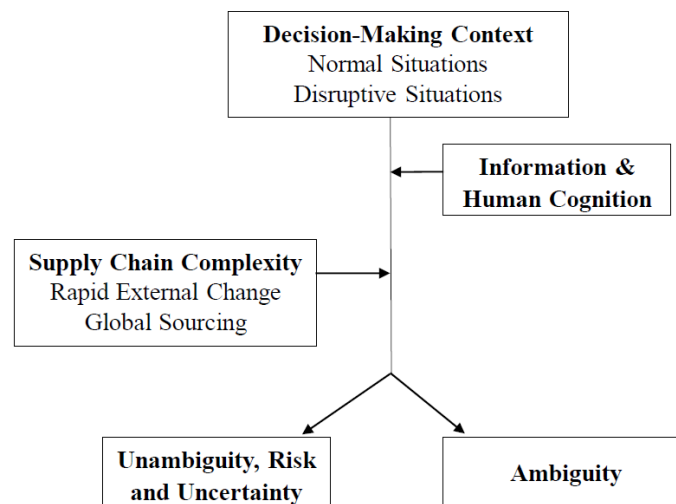 Decision-Making Context
Normal Situations
Disruptive Situations
Information &
Human Cognition
Supply Chain Complexity
Rapid External Change
Global Sourcing
Unambiguity, Risk
and Uncertainty
Ambiguity